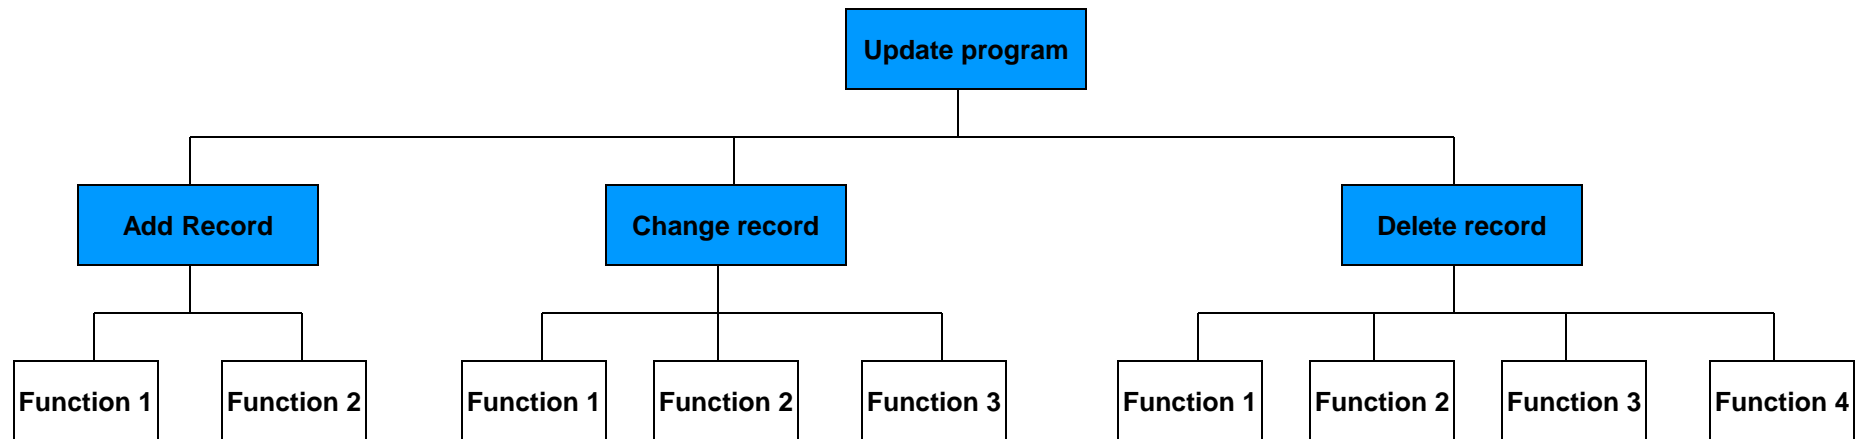 Update program
Add Record
Change record
Delete record
Function 1
Function 2
Function 1
Function 2
Function 3
Function 1
Function 2
Function 3
Function 4